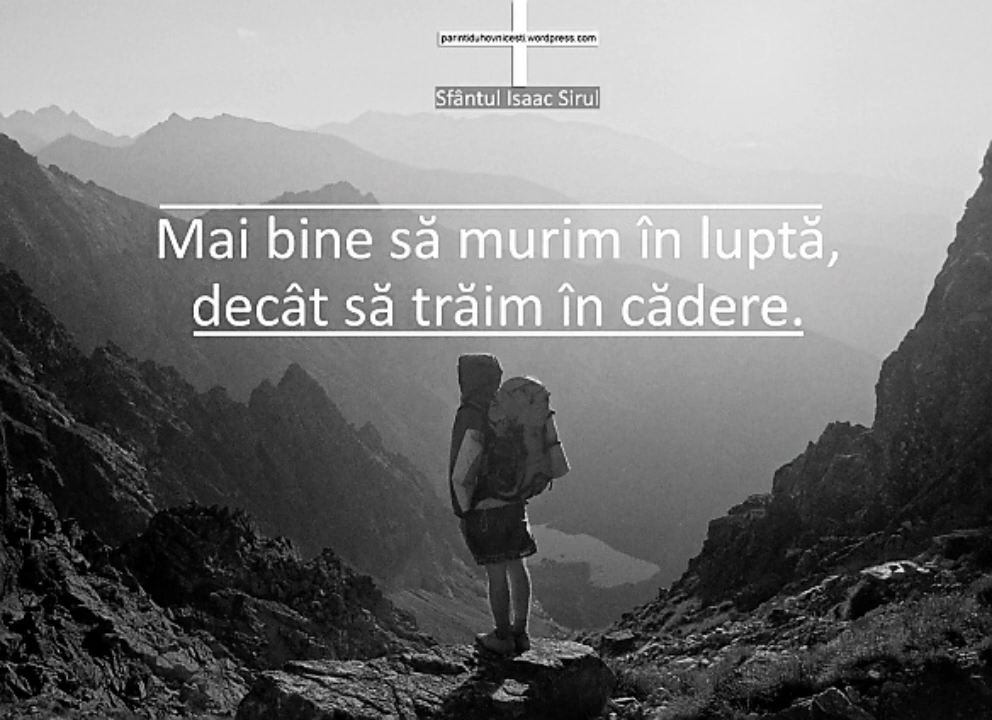 parintiduhovnicesti.wordpress.com
Sfântul Isaac Sirul
Mai bine să murim în luptă,
decât să trăim în cădere.